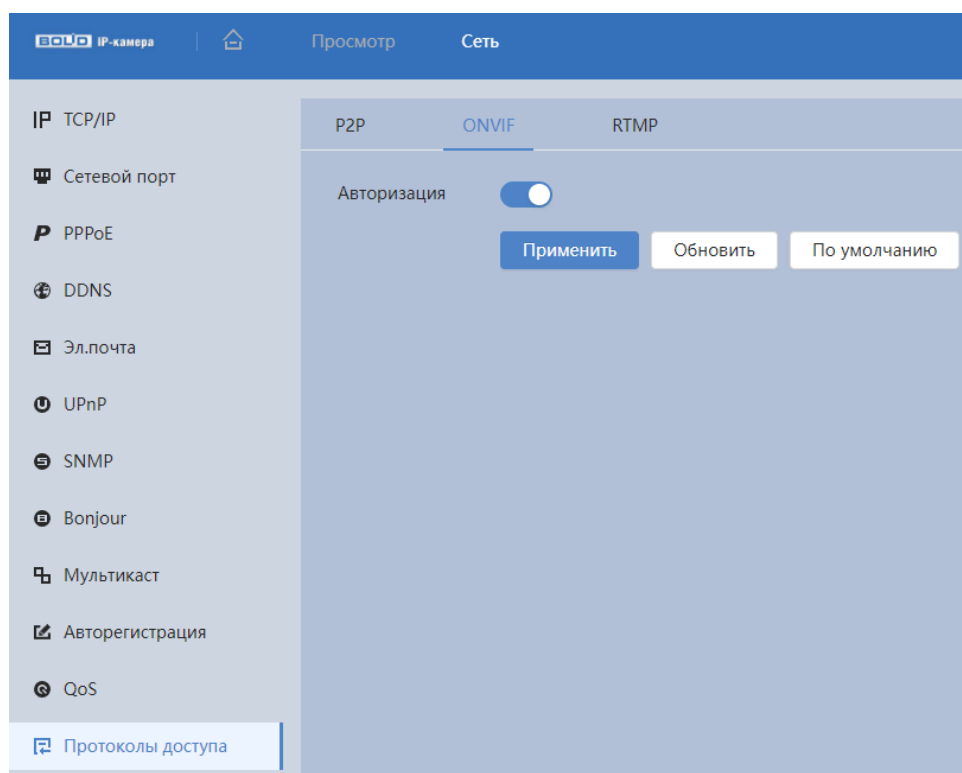 BOLID IP-камера Просмотр Сеть
TCP/IP
Сетевой порт
PPPoE
DDNS
Эл.почта
UPnP
SNMP
Bonjour
Мультикаст
Авторегистрация
QoS
Протоколы доступа
P2P ONVIF RTMP
Авторизация
Применить Обновить По умолчанию